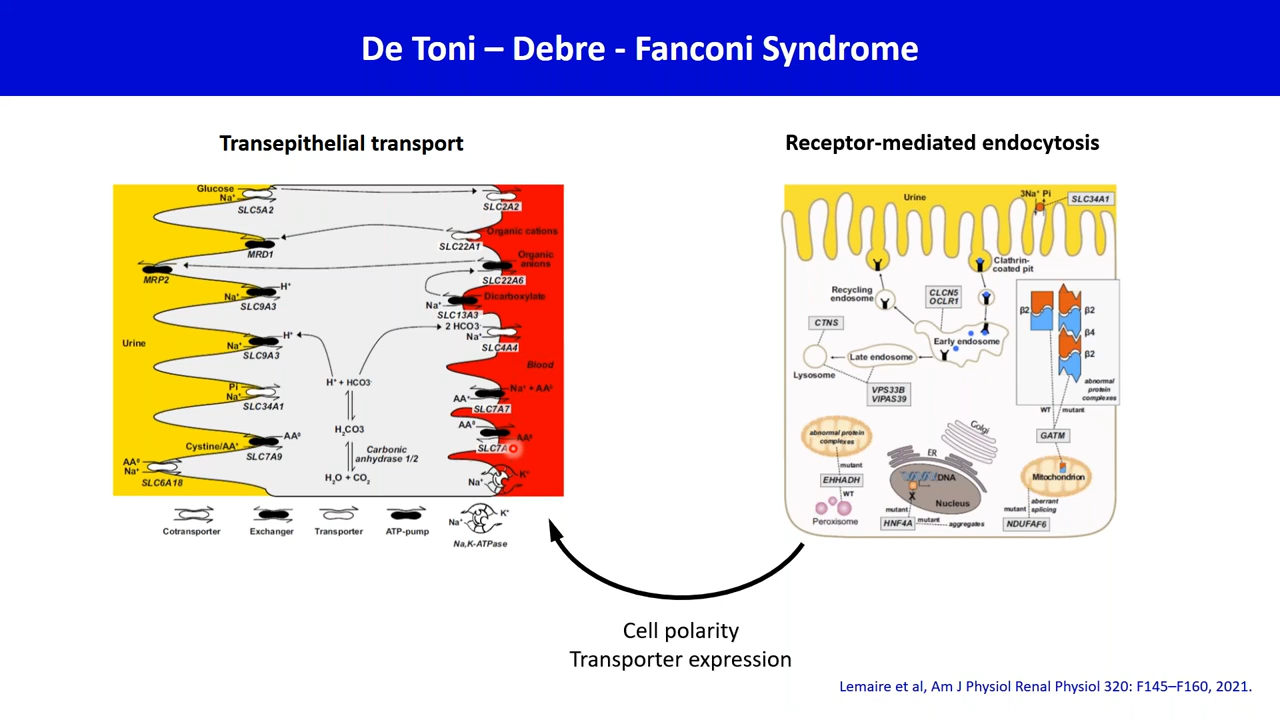 De Toni – Debre - Fanconi Syndrome
Transepithelial transport
Glucose
Na⁺
SLC5A2
SLC2A2
Organic cations
SLC22A1
MRD1
Organic
anions
MRP2
SLC22A6
H⁺
Na⁺
SLC9A3
Dicarboxylate
Na⁺
SLC13A3
2 HCO3⁻
Na⁺
SLC4A4
H⁺
Na⁺
SLC9A3
Urine
Blood
H⁺ + HCO3⁻
Pi
Na⁺
SLC34A1
Na⁺ + AA⁰
AA⁺
SLC7A7
H₂CO3
AA⁰
AA⁰
Cystine/AA⁺
SLC7A9
AA⁰
SLC7A
Carbonic
anhydrase 1/2
AA⁰
Na⁺
SLC6A18
H₂O + CO₂
K⁺
Na⁺
Cotransporter
Exchanger
Transporter
ATP-pump
K⁺
Na⁺
Na,K-ATPase
Receptor-mediated endocytosis
Urine
3Na⁺ Pi
SLC34A1
Clathrin-
coated pit
Recycling
endosome
CLCN5
OCLR1
CTNS
Early endosome
Late endosome
Lysosome
VPS33B
VIPAS39
β2
β2
β4
β2
abnormal
protein
complexes
WT
mutant
GATM
abnormal protein
complexes
mutant
EHHADH
WT
Peroxisome
Golgi
ER
DNA
X
Nucleus
mutant
HNF4A
mutant
aggregates
Mitochondrion
mutant
aberrant
splicing
NDUFAF6
Cell polarity
Transporter expression
Lemaire et al, Am J Physiol Renal Physiol 320: F145–F160, 2021.